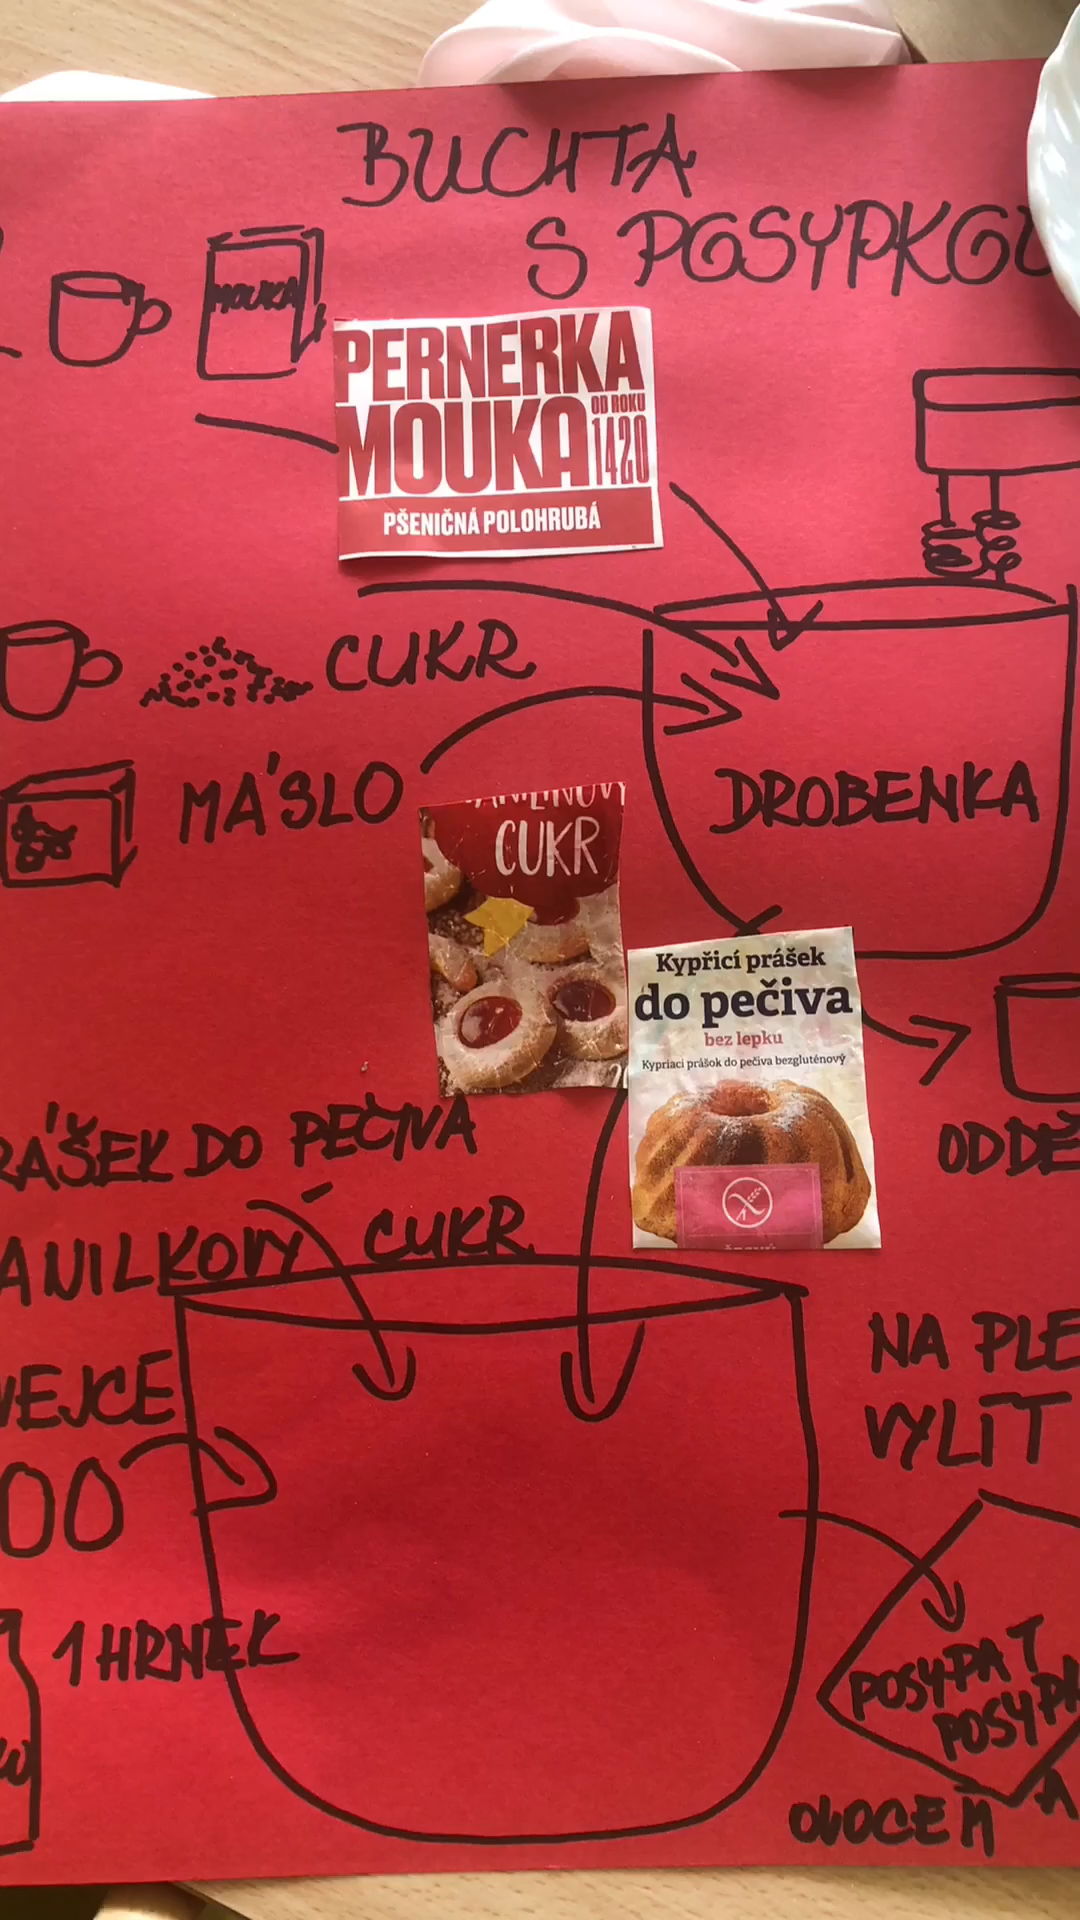 BUCHTA
S POSYPKOU
MOUKA
PERNERKA
MOUKA
OD ROKU
1420
PŠENIČNÁ POLOHRUBÁ
CUKR
MÁSLO
DROBENKA
CUKR
Kypřicí prášek
do pečiva
bez lepku
Kypriaci prášok do pečiva bezgluténový
RÁŠEK DO PEČIVA
ANILKOVÝ CUKR
ODDĚ
VEJCE
NA PLE
VYLÍT
1 HRNEK
POSYPAT
POSYPK
OVOCEM A